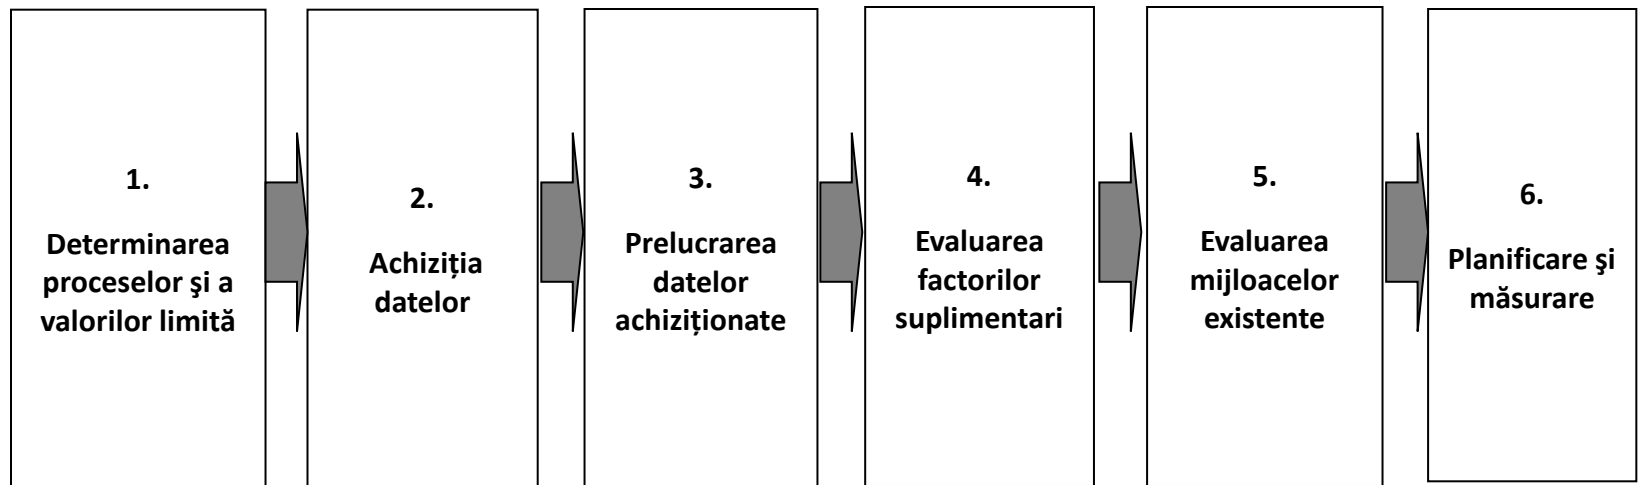 1.
Determinarea
proceselor şi a
valorilor limită
2.
Achiziția
datelor
3.
Prelucrarea
datelor
achiziționate
4.
Evaluarea
factorilor
suplimentari
5.
Evaluarea
mijloacelor
existente
6.
Planificare şi
măsurare